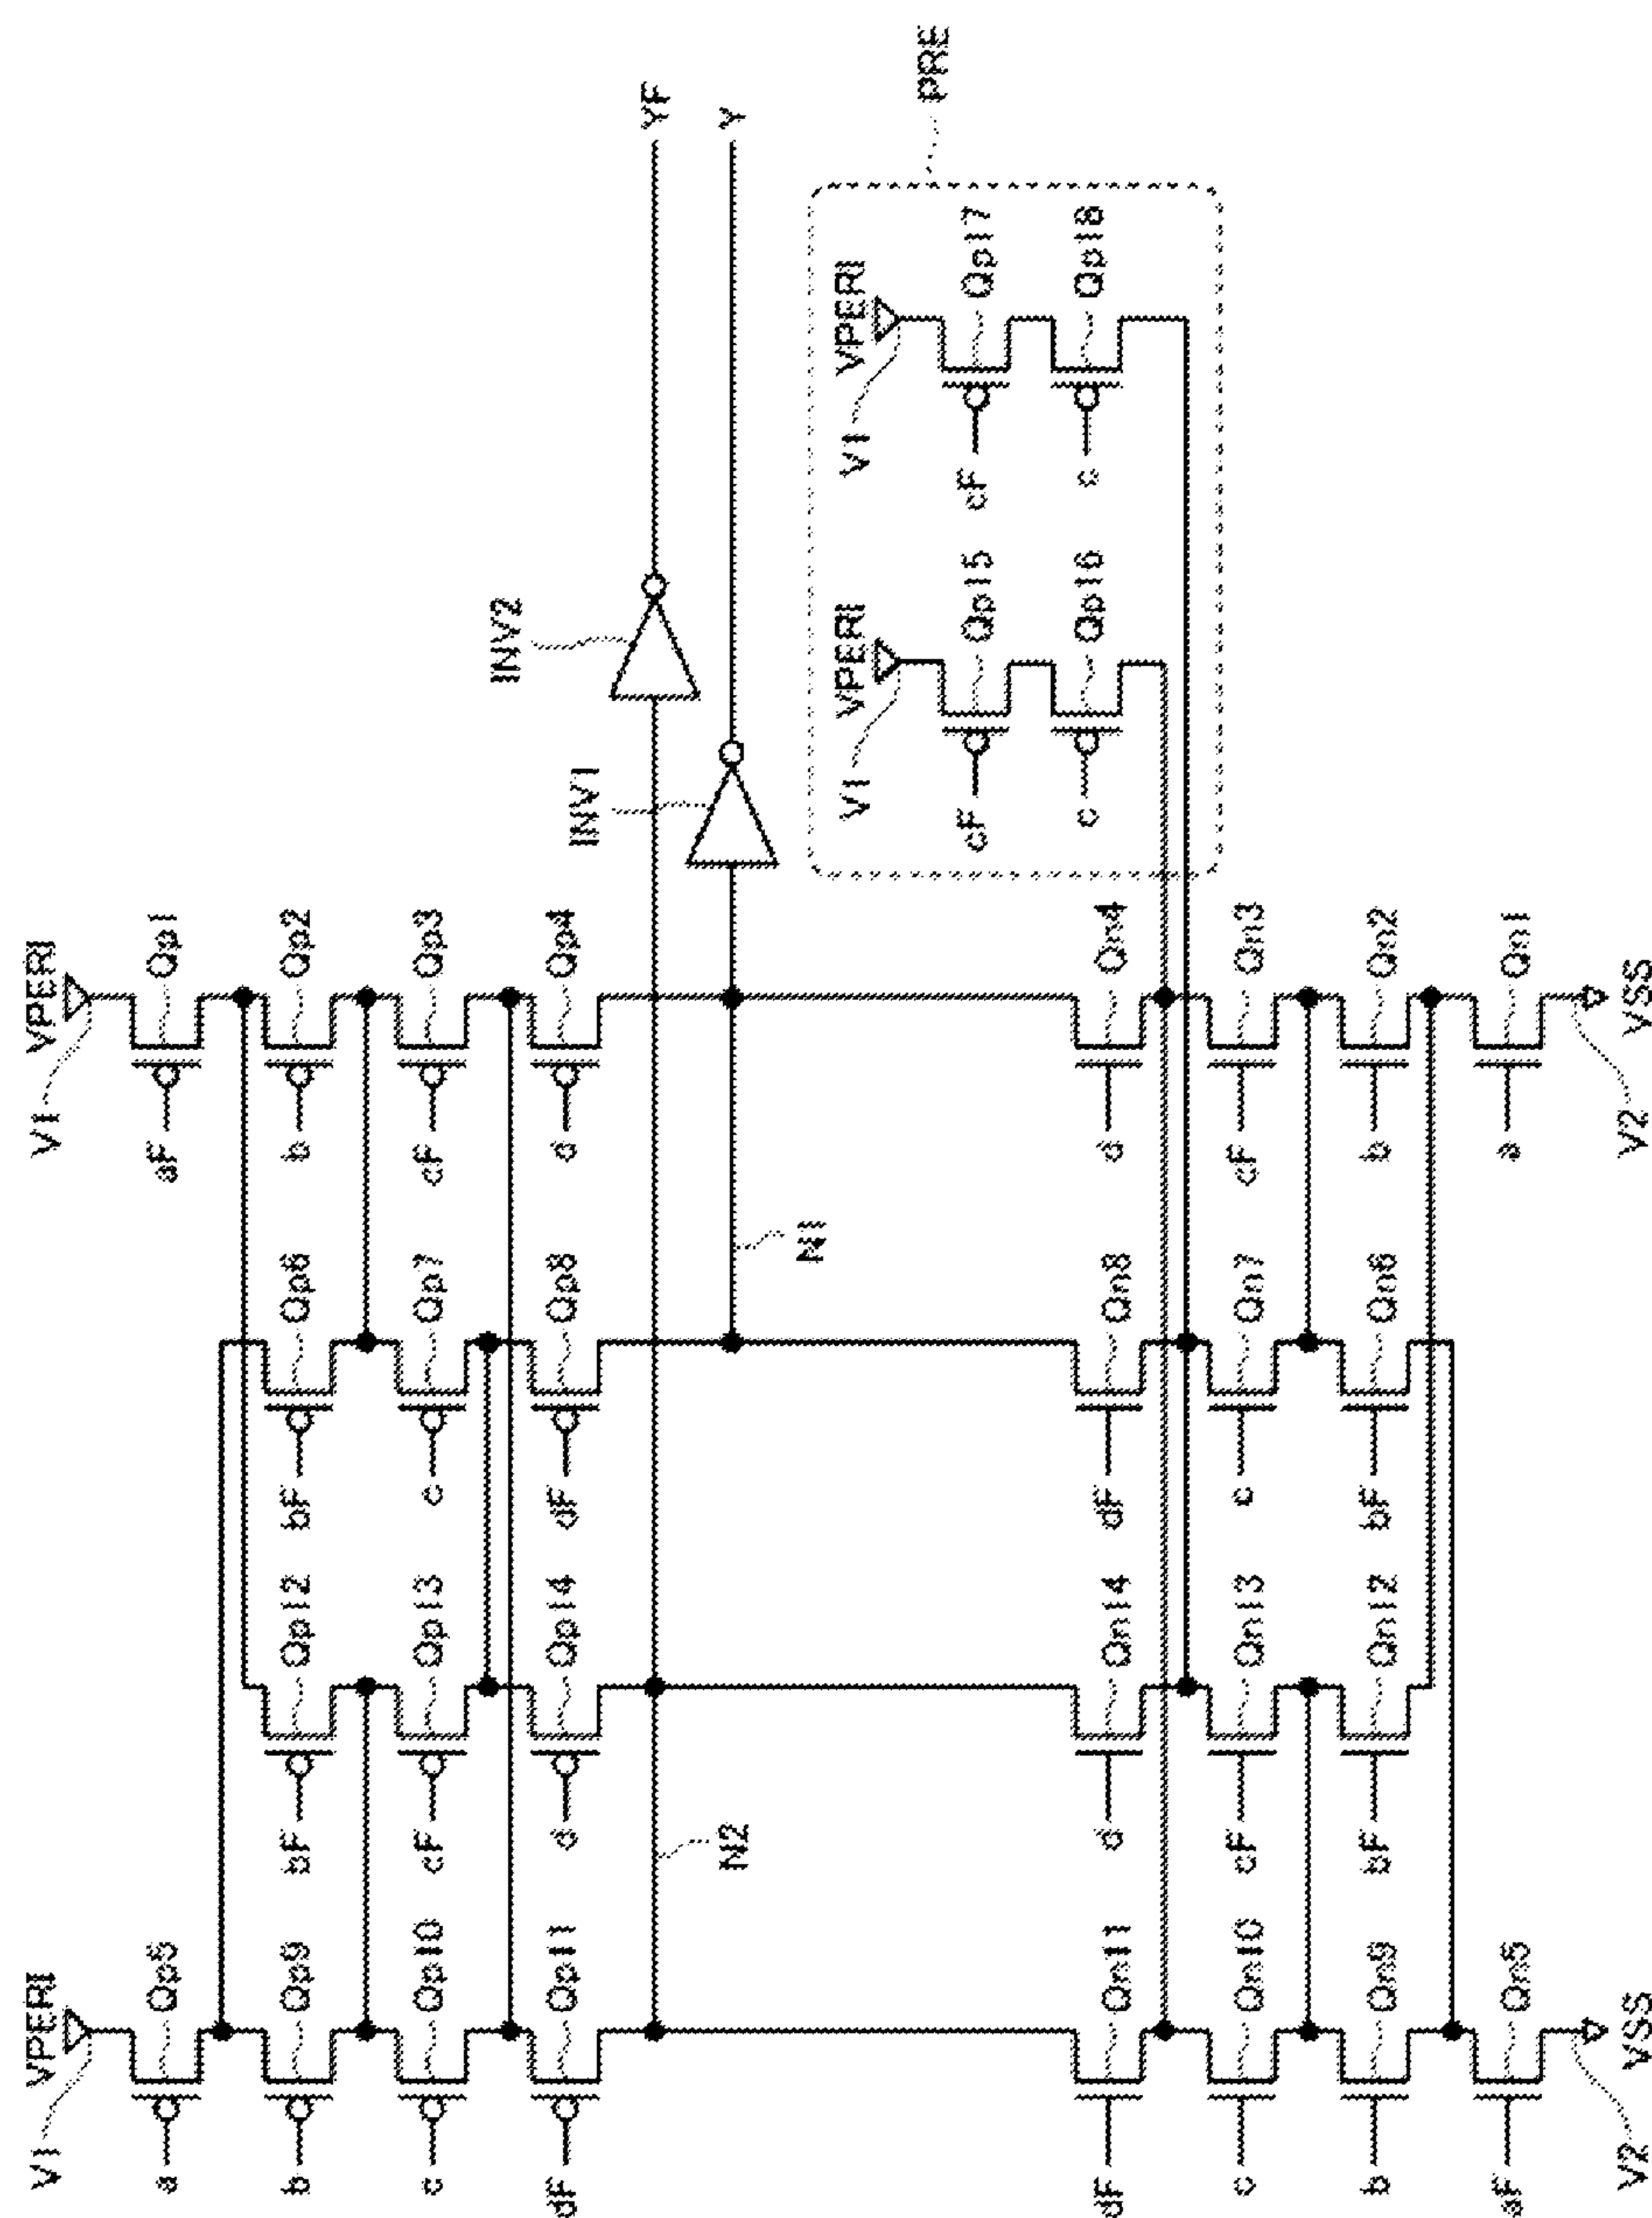 V1 VPERI V1 VPERI
a Qp5 aF Qp1
b Qp9 bF Qp12 bF Qp6 b Qp2
c Qp10 cF Qp13 c Qp7 cF Qp3
INV2
dF Qp11 d Qp14 dF Qp8 d Qp4 INV1
YF
N2 Y
N1
V1 VPERI V1 VPERI
PRE
cF Qp15 cF Qp17
c Qp16 c Qp18
dF Qn11 d Qn14 dF Qn8 d Qn4
c Qn10 cF Qn13 c Qn7 cF Qn3
b Qn9 bF Qn12 bF Qn6 b Qn2
aF Qn5 a Qn1
V2 VSS V2 VSS